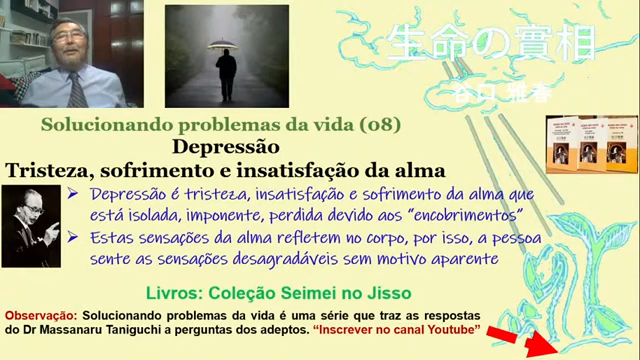 生命の實相
谷口 雅春
Solucionando problemas da vida (08)
Depressão
Tristeza, sofrimento e insatisfação da alma
➢ Depressão é tristeza, insatisfação e sofrimento da alma que
está isolada, imponente, perdida devido aos "encobrimentos"
➢ Estas sensações da alma refletem no corpo, por isso, a pessoa
sente as sensações desagradáveis sem motivo aparente
Livros: Coleção Seimei no Jisso
Observação: Solucionando problemas da vida é uma série que traz as respostas
do Dr Massanaru Taniguchi a perguntas dos adeptos. “Inscrever no canal Youtube”